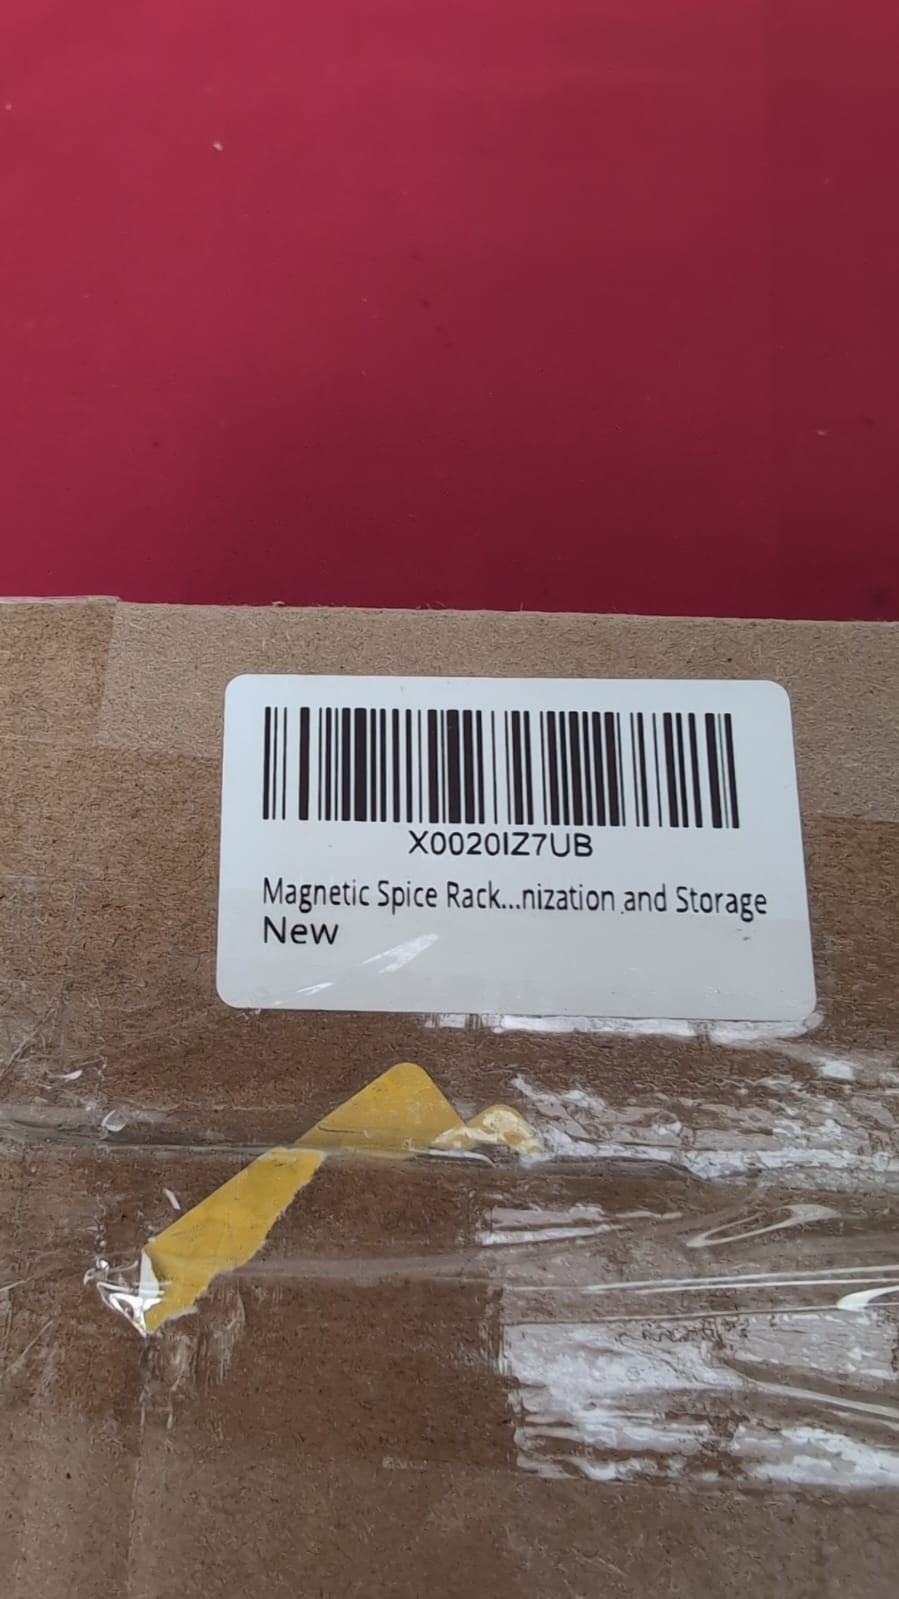 X0020IZ7UB
Magnetic Spice Rack...nization and Storage
New